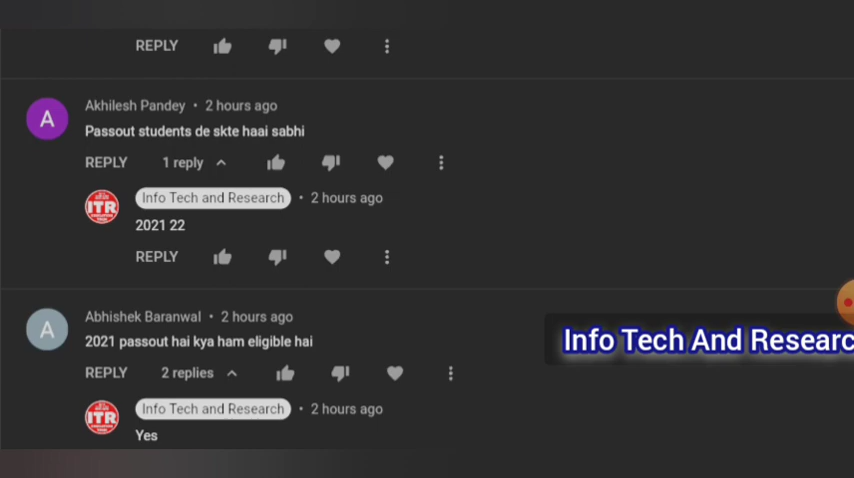 REPLY
Akhilesh Pandey • 2 hours ago
Passout students de skte haai sabhi
REPLY 1 reply
ITR Info Tech and Research • 2 hours ago
2021 22
REPLY
A
Abhishek Baranwal • 2 hours ago
A
2021 passout hai kya ham eligible hai
Info Tech And Researc
REPLY 2 replies
ITR Info Tech and Research • 2 hours ago
Yes